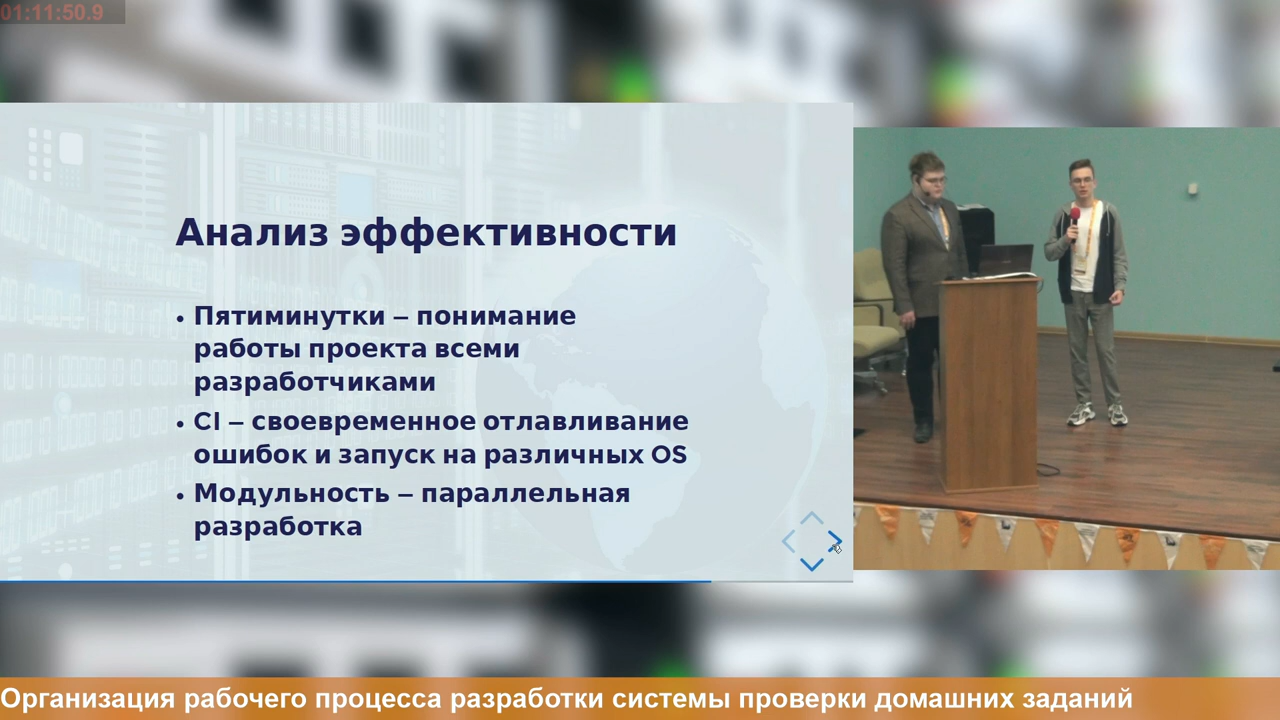 01:11:50.9
Анализ эффективности
• Пятиминутки – понимание
работы проекта всеми
разработчиками
• CI – своевременное отлавливание
ошибок и запуск на различных OS
• Модульность – параллельная
разработка
Организация рабочего процесса разработки системы проверки домашних заданий